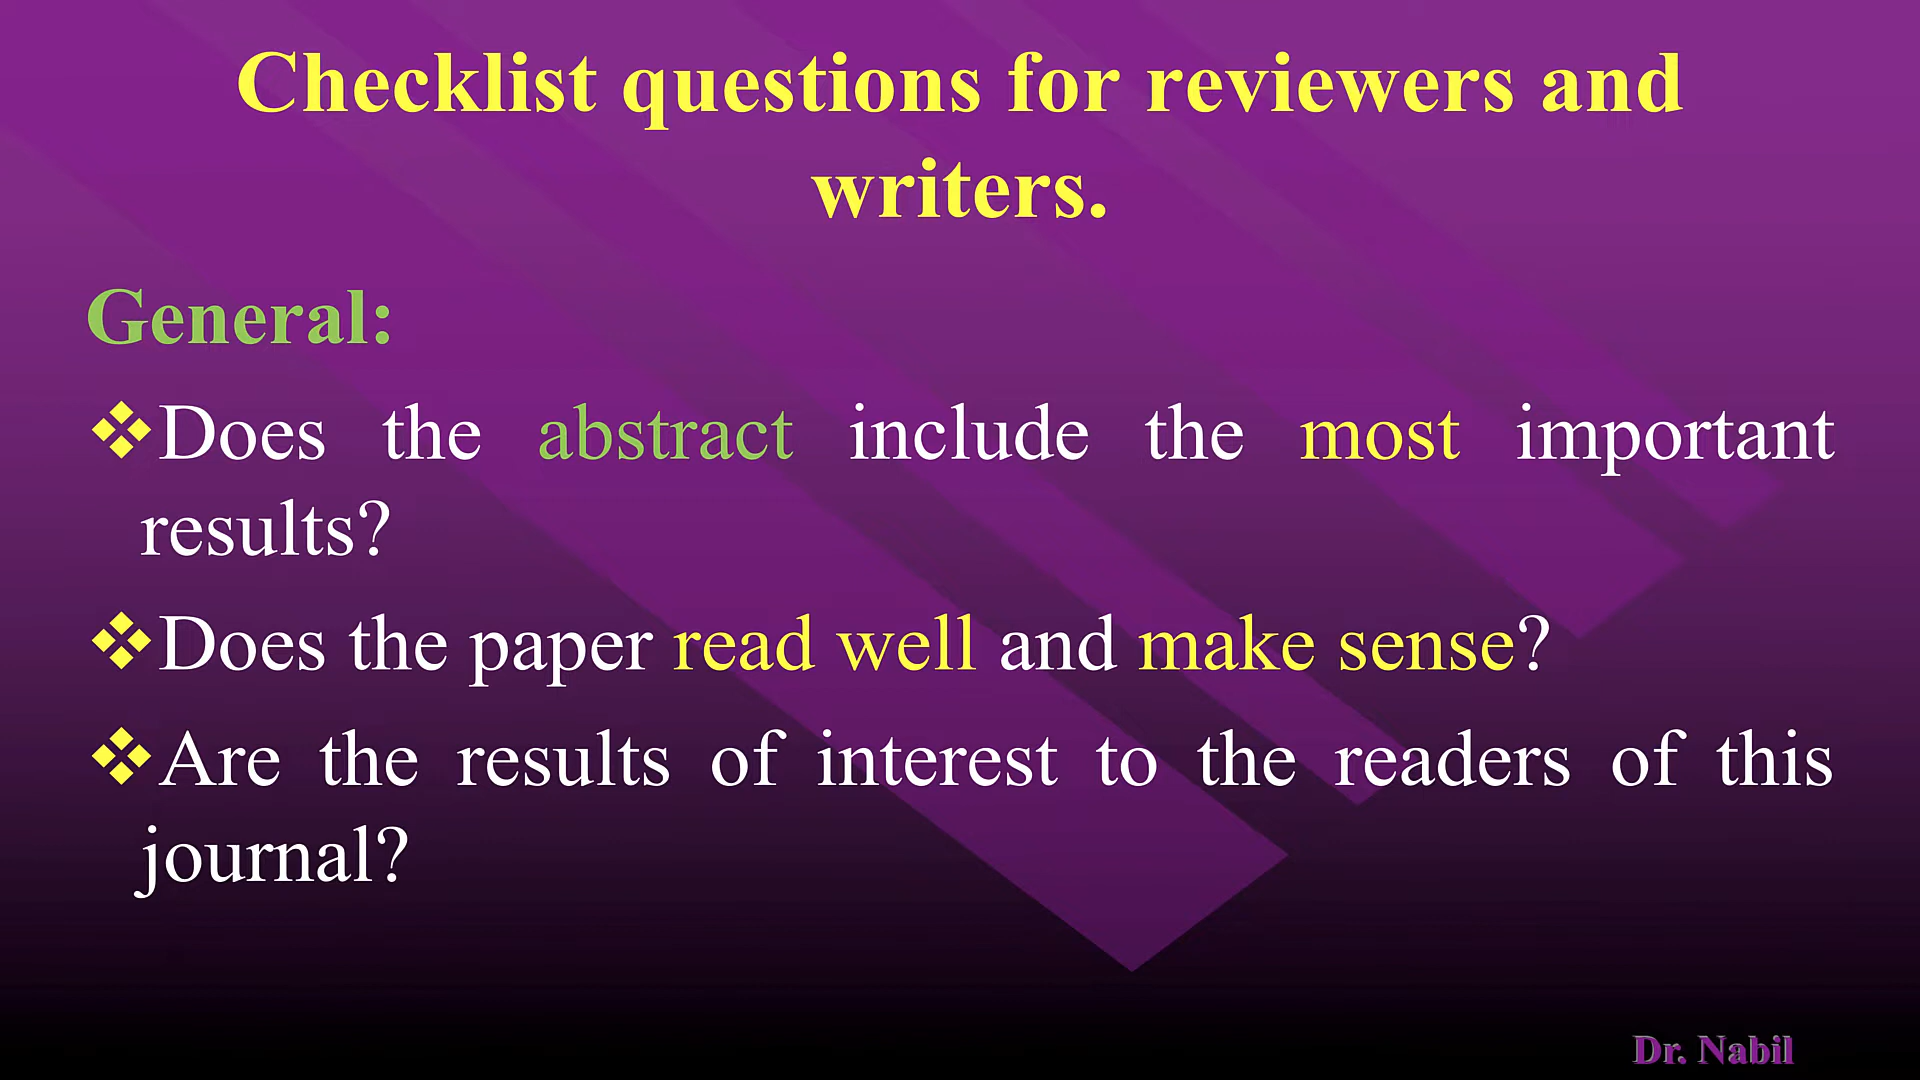 Checklist questions for reviewers and
writers.
General:
❖Does the abstract include the most important
results?
❖Does the paper read well and make sense?
❖Are the results of interest to the readers of this
journal?
Dr. Nabil